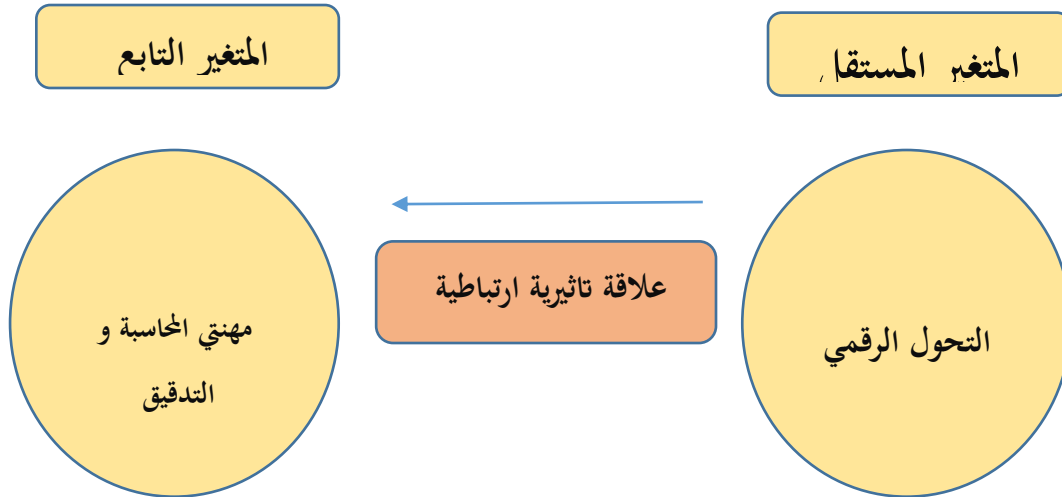 المتغير المستقل
المتغير التابع
علاقة تاثيرية ارتباطية
التحول الرقمي
مهنتي المحاسبة و
التدقيق